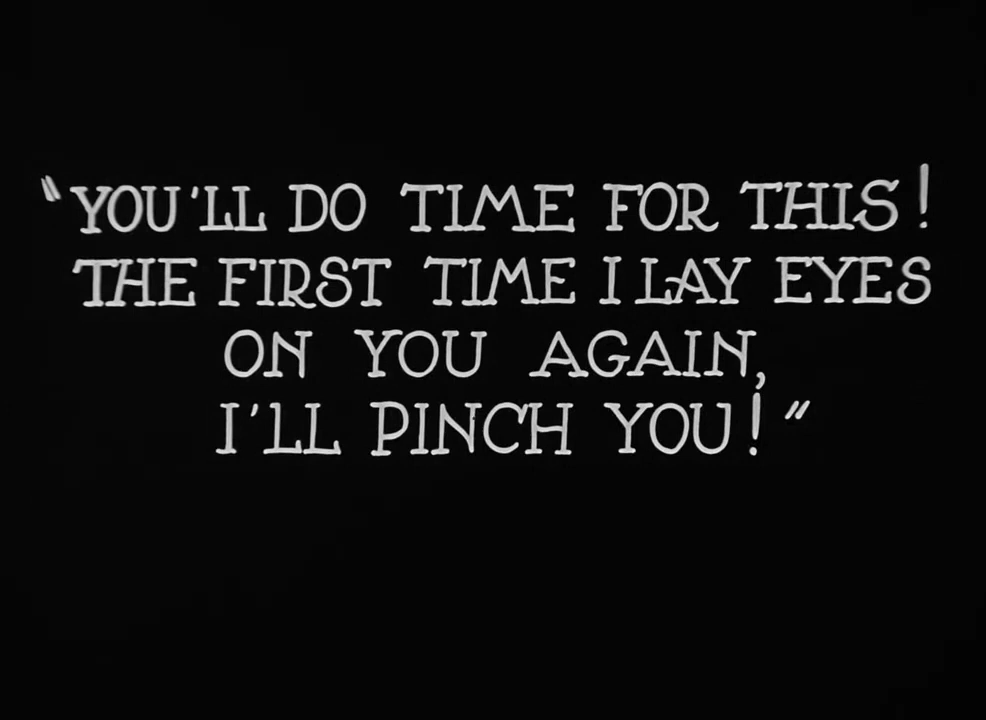 "YOU'LL DO TIME FOR THIS!
THE FIRST TIME I LAY EYES
ON YOU AGAIN,
I'LL PINCH YOU!"